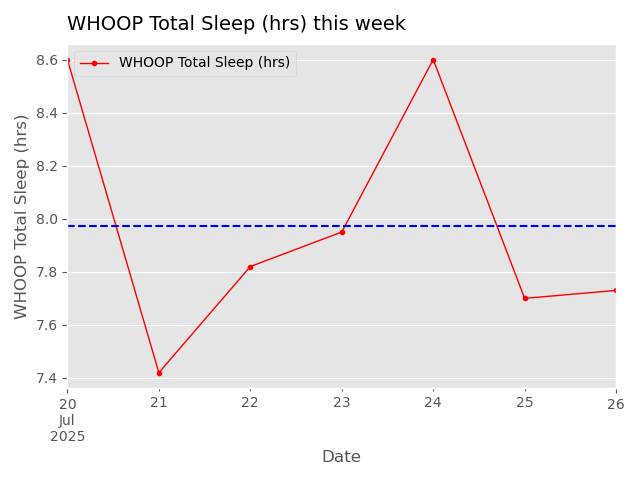 WHOOP Total Sleep (hrs) this week
WHOOP Total Sleep (hrs)
WHOOP Total Sleep (hrs)
8.6
8.4
8.2
8.0
7.8
7.6
7.4
20 21 22 23 24 25 26
Jul
2025
Date